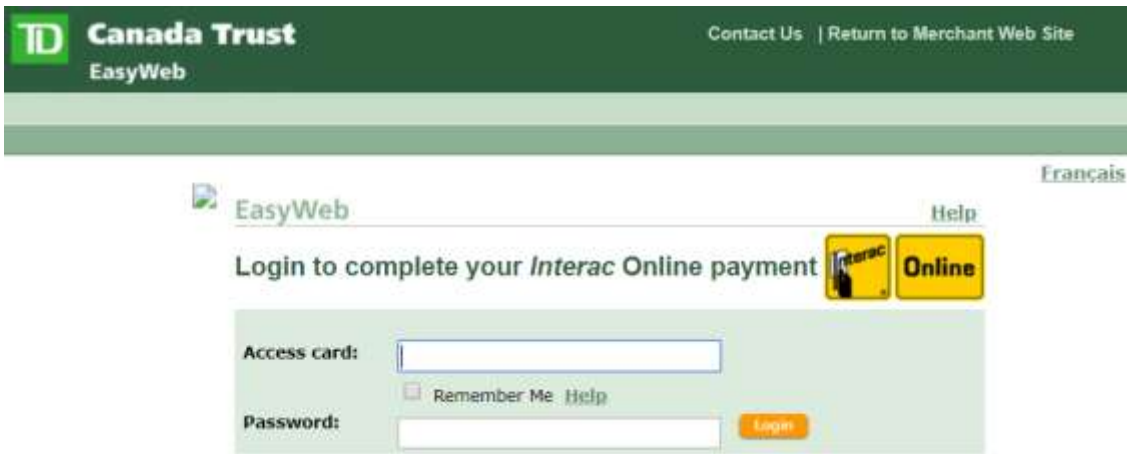 TD Canada Trust Contact Us | Return to Merchant Web Site
EasyWeb
Français
EasyWeb Help
Login to complete your Interac Online payment Interac Online
Access card:
Remember Me Help
Password: Login